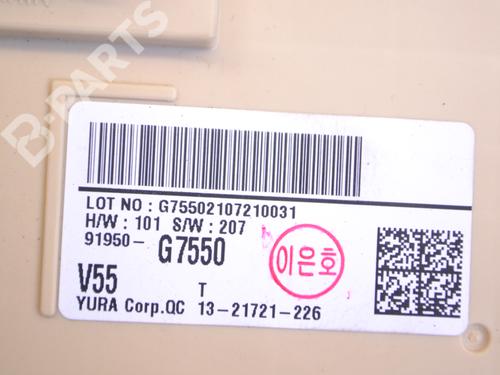 B-PARTS
LOT NO : G75502107210031
H/W : 101 S/W : 207
91950- G7550
이은호
V55 T
YURA Corp.QC 13-21721-226